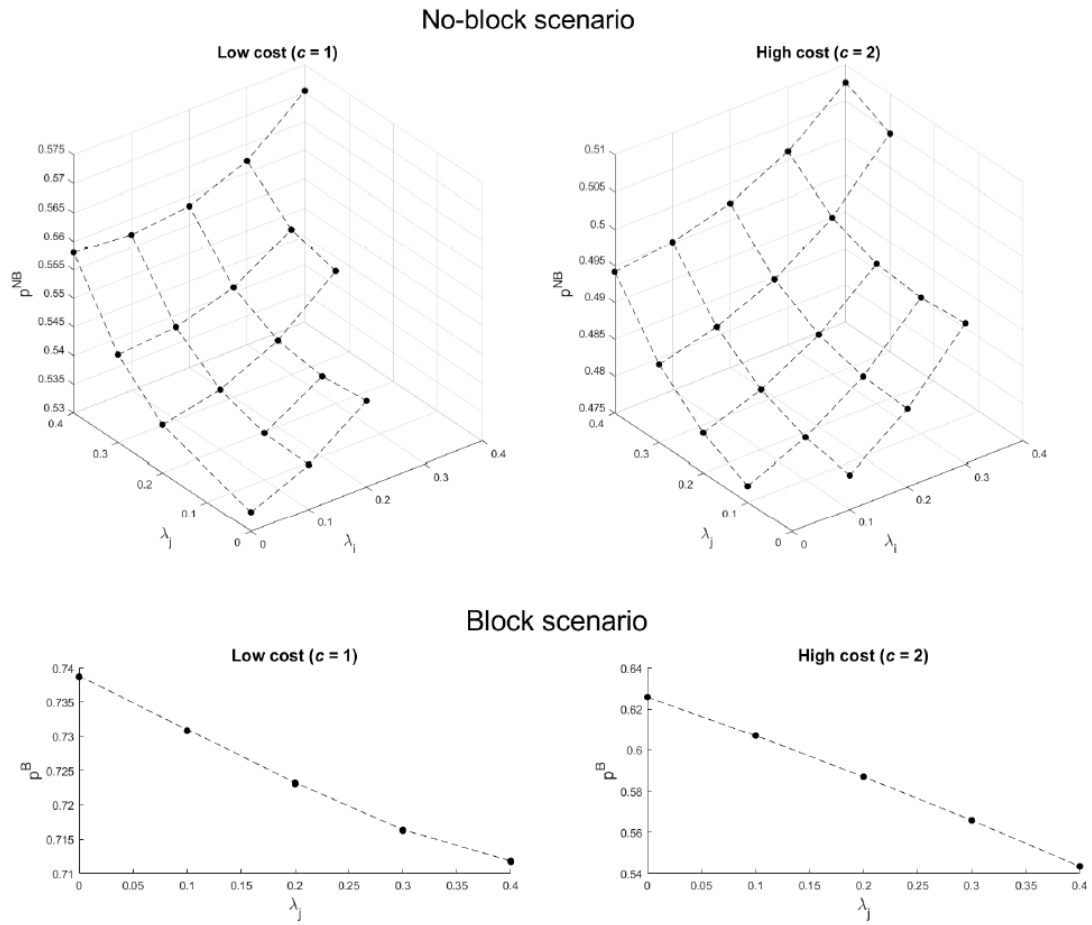 No-block scenario
Low cost (c = 1)
0.575
0.57
0.565
0.56
0.555
0.55
0.545
0.54
0.535
0.53
p^NB
0.4
0.3
0.2
0.1
0
λj
0
0.1
0.2
0.3
0.4
λi
High cost (c = 2)
0.51
0.505
0.5
0.495
0.49
0.485
0.48
0.475
p^NB
0.4
0.3
0.2
0.1
0
λj
0
0.1
0.2
0.3
0.4
λi
Block scenario
Low cost (c = 1)
0.74
0.735
0.73
0.725
0.72
0.715
0.71
p^B
0 0.05 0.1 0.15 0.2 0.25 0.3 0.35 0.4
λj
High cost (c = 2)
0.64
0.62
0.6
0.58
0.56
0.54
p^B
0 0.05 0.1 0.15 0.2 0.25 0.3 0.35 0.4
λj